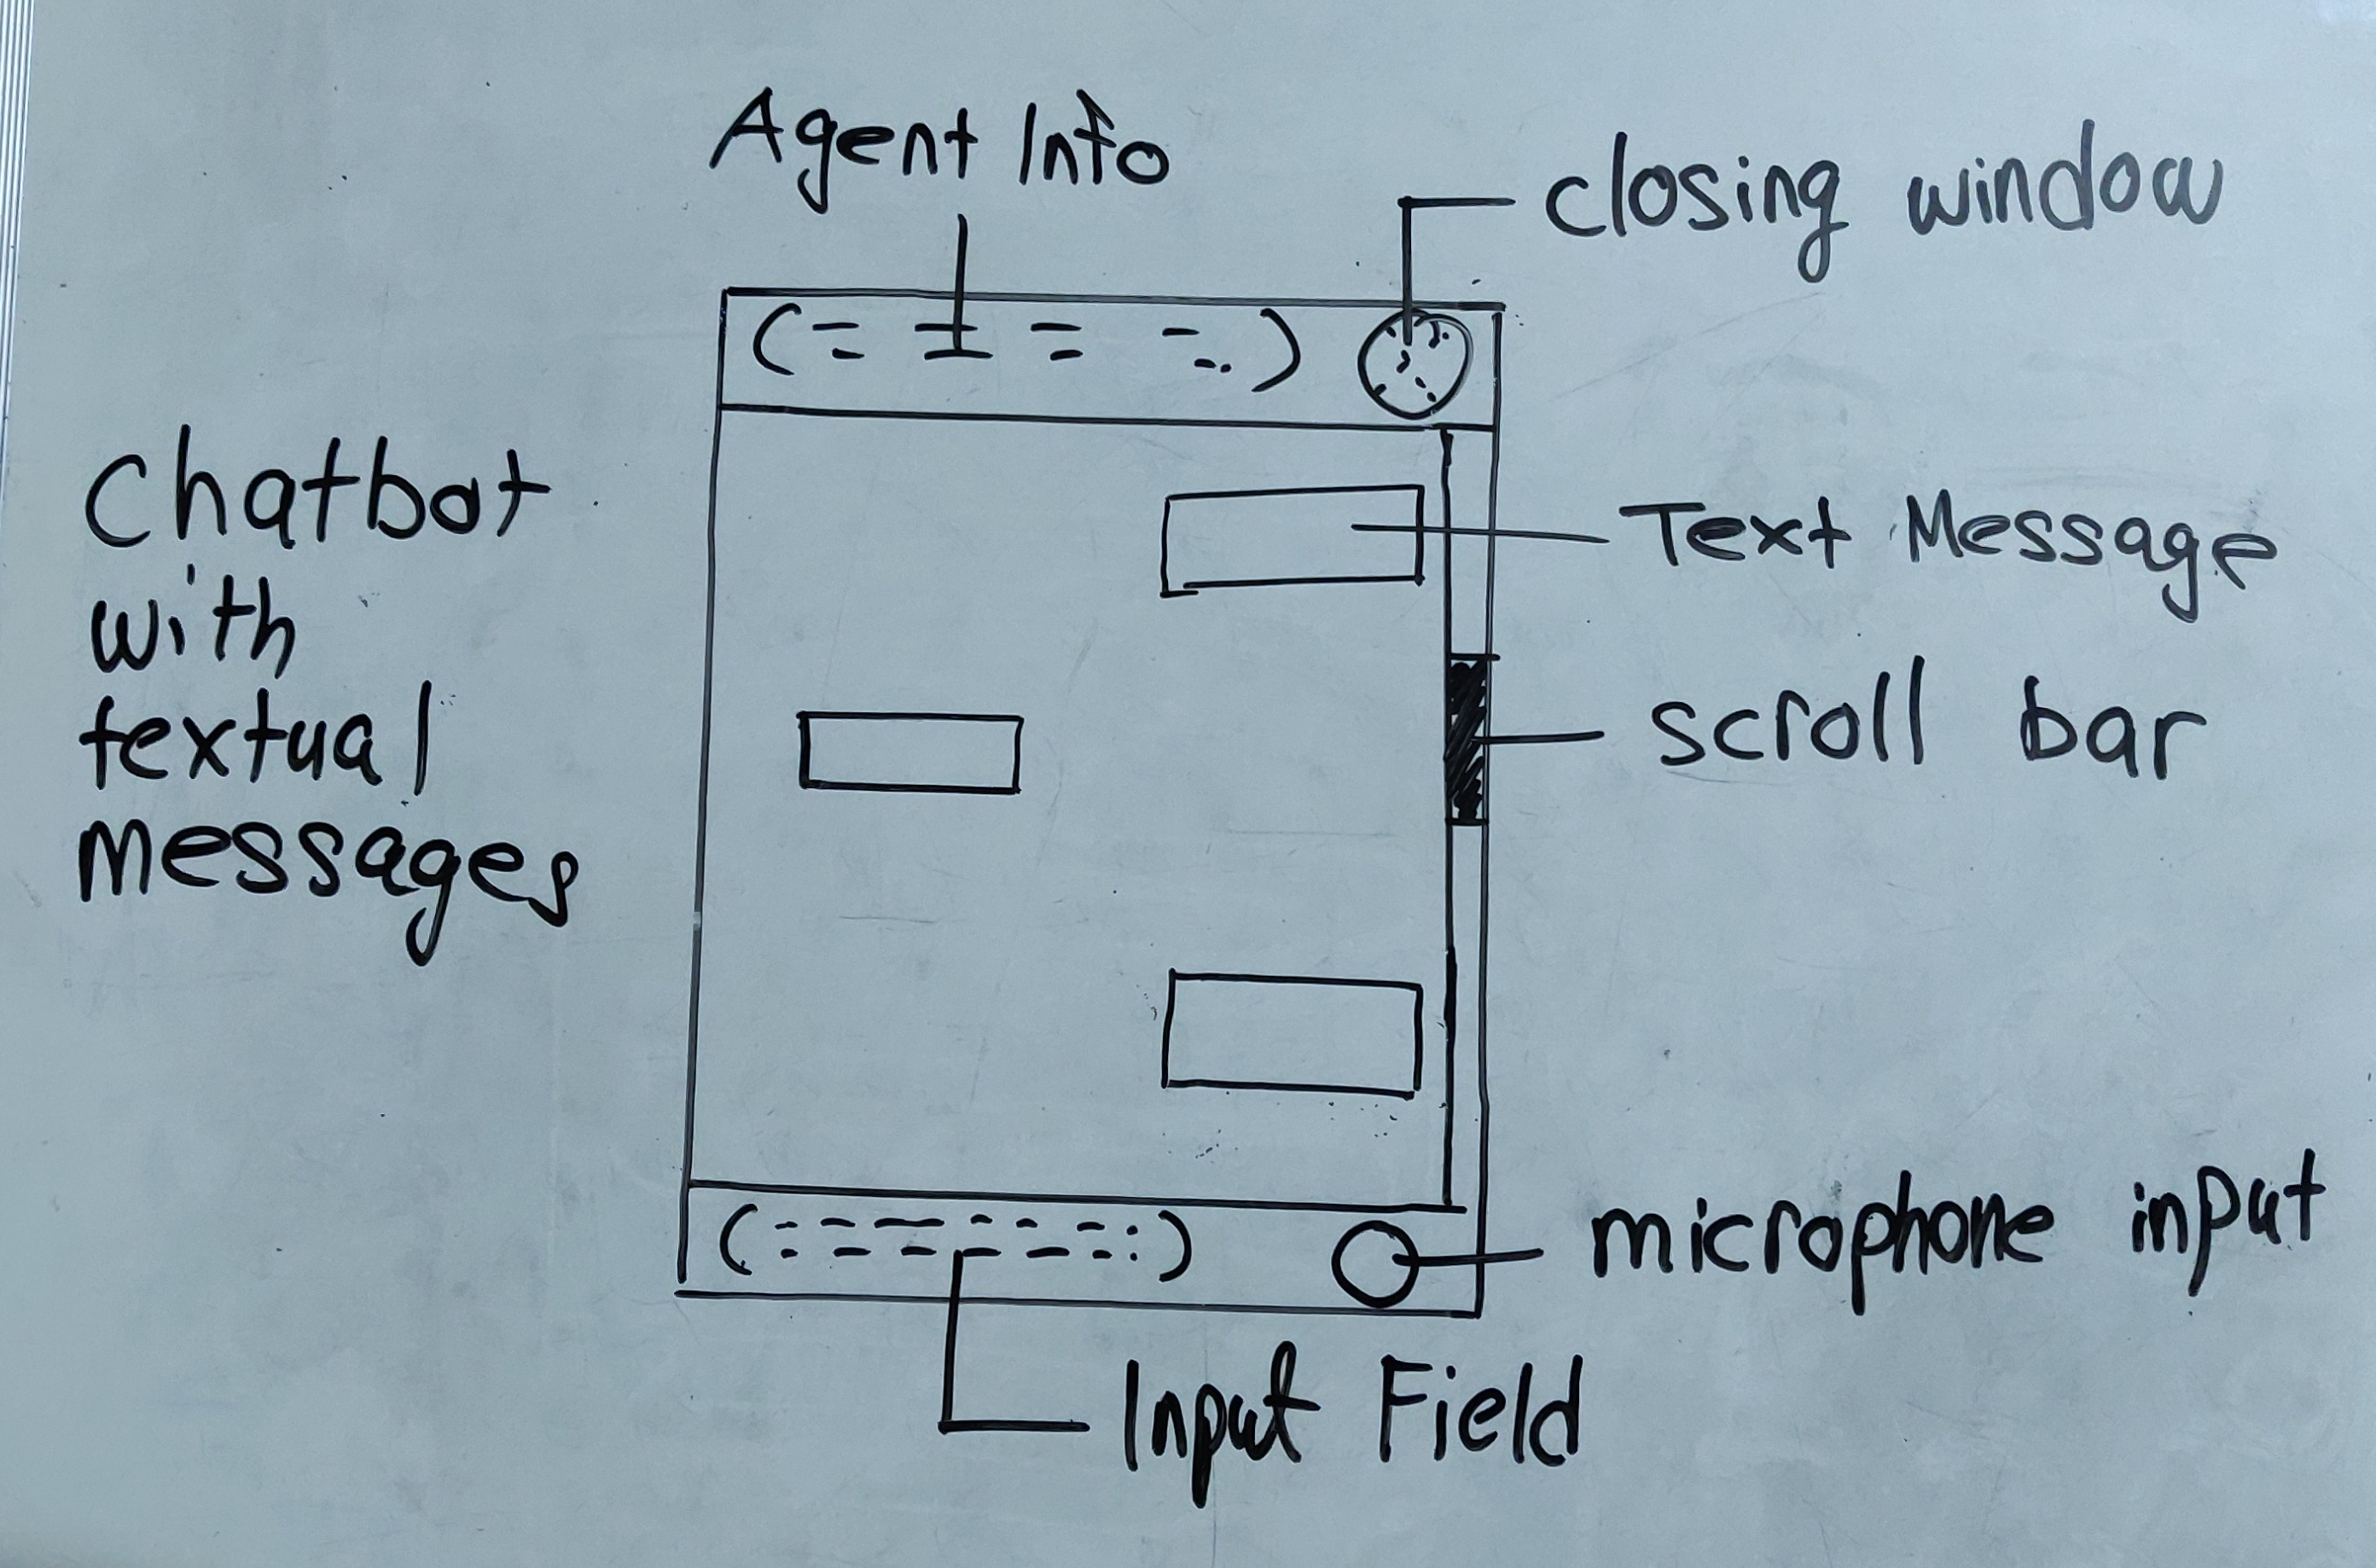 Agent Info
closing window
Chatbot
with
textual
messages
Text Message
scroll bar
microphone input
Input Field